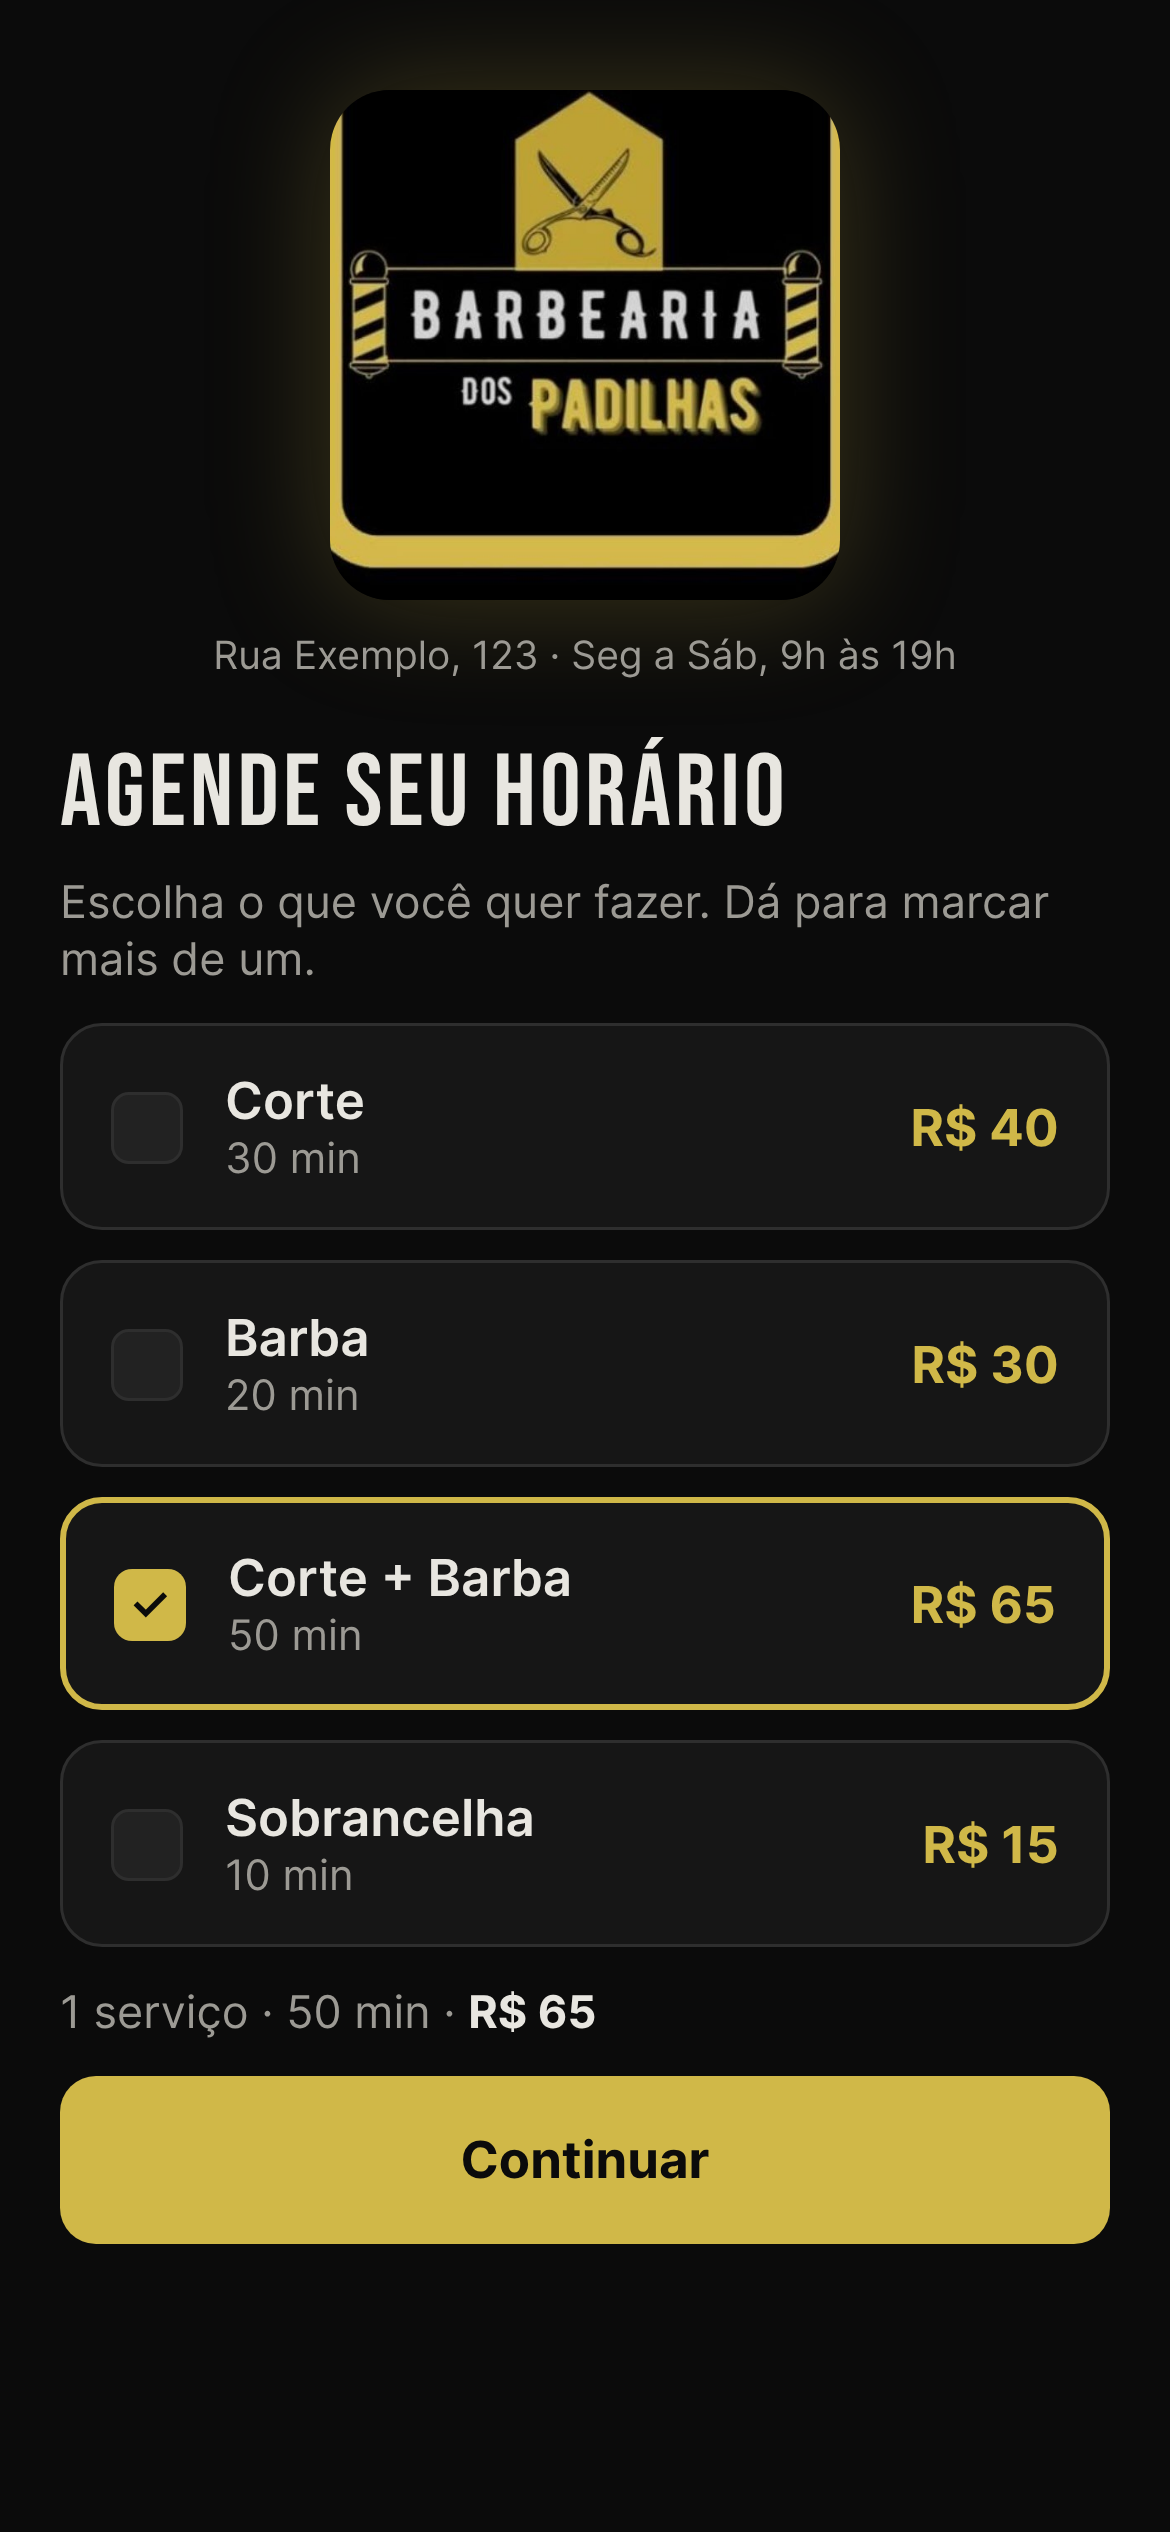 BARBEARIA
DOS PADILHAS
Rua Exemplo, 123 · Seg a Sáb, 9h às 19h
AGENDE SEU HORÁRIO
Escolha o que você quer fazer. Dá para marcar
mais de um.
Corte
30 min
R$ 40
Barba
20 min
R$ 30
Corte + Barba
50 min
R$ 65
Sobrancelha
10 min
R$ 15
1 serviço · 50 min · R$ 65
Continuar